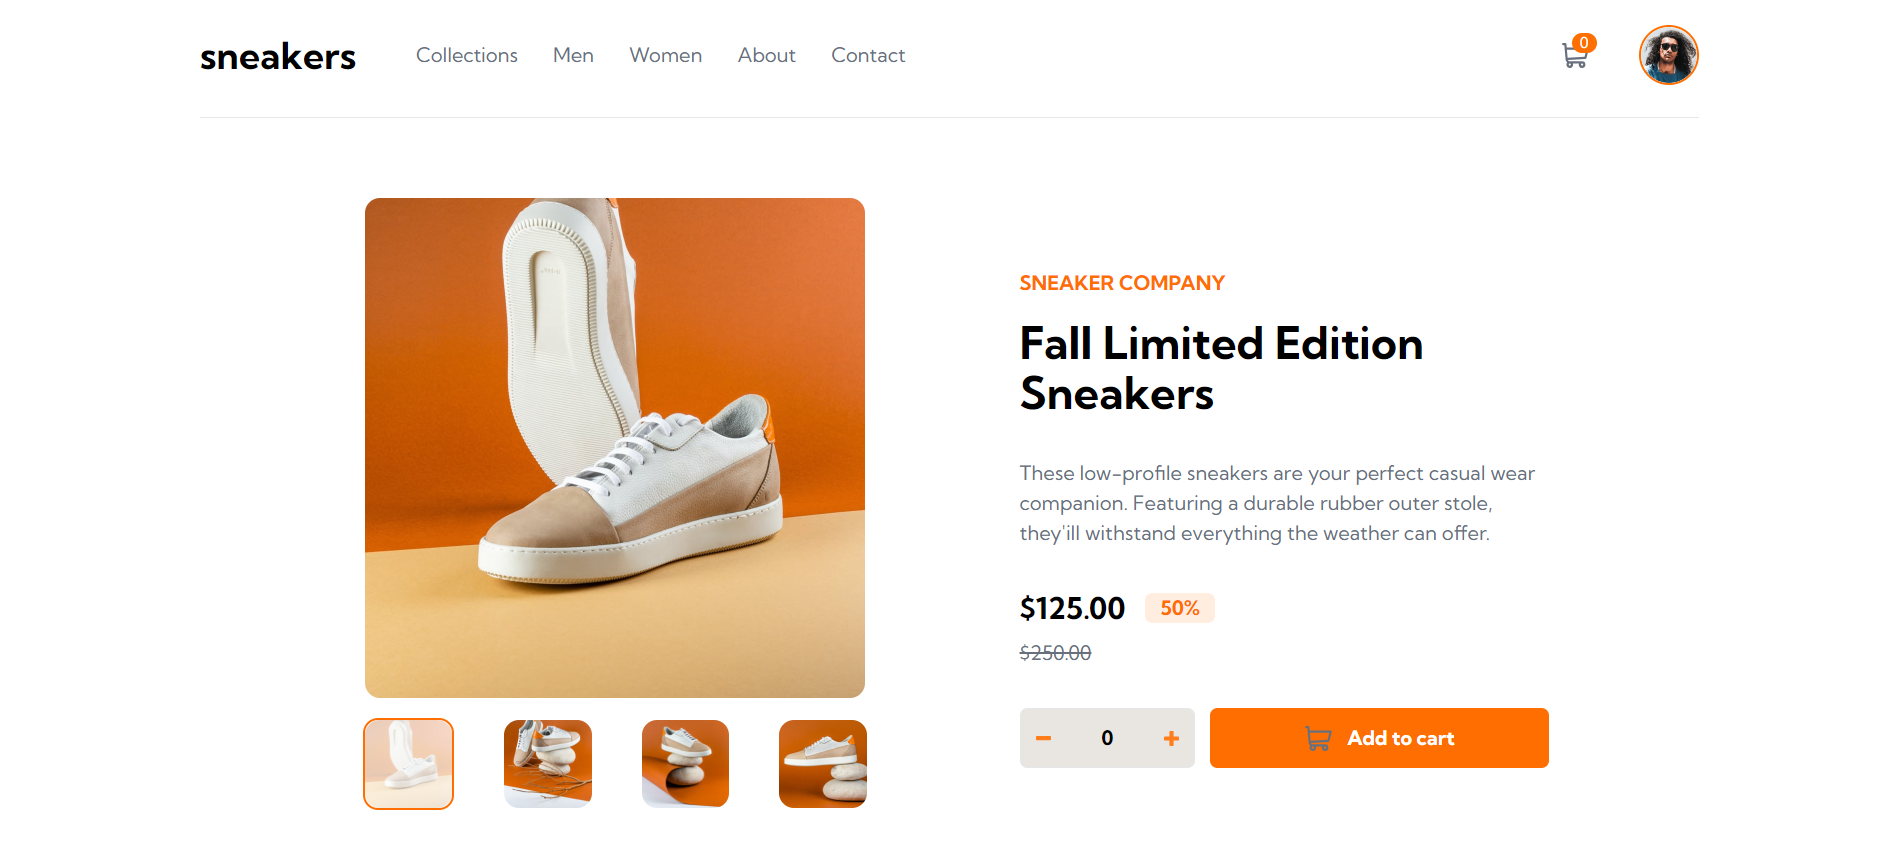 sneakers
Collections Men Women About Contact
0
SNEAKER COMPANY
Fall Limited Edition
Sneakers
These low-profile sneakers are your perfect casual wear
companion. Featuring a durable rubber outer stole,
they'ill withstand everything the weather can offer.
$125.00 50%
$250.00
0
Add to cart